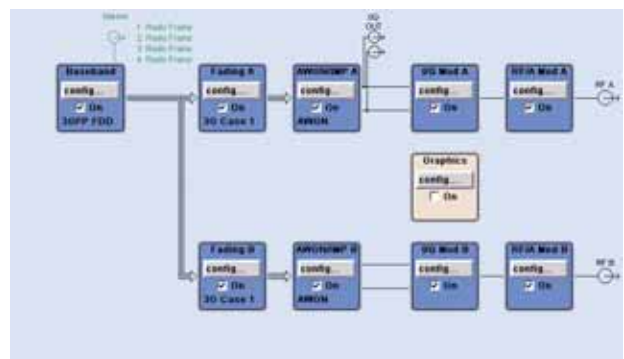 Marker
1 Radio Frame
2 Radio Frame
3 Radio Frame
4 Radio Frame
I/Q
OUT
Baseband
config...
On
3GPP FDD
Fading A
config...
On
3G Case 1
AWGN/IMP A
config...
On
AWGN
I/Q Mod A
config...
On
RF/A Mod A
config...
On
RF A
Graphics
config...
On
Fading B
config...
On
3G Case 1
AWGN/IMP B
config...
On
AWGN
I/Q Mod B
config...
On
RF/A Mod B
config...
On
RF B